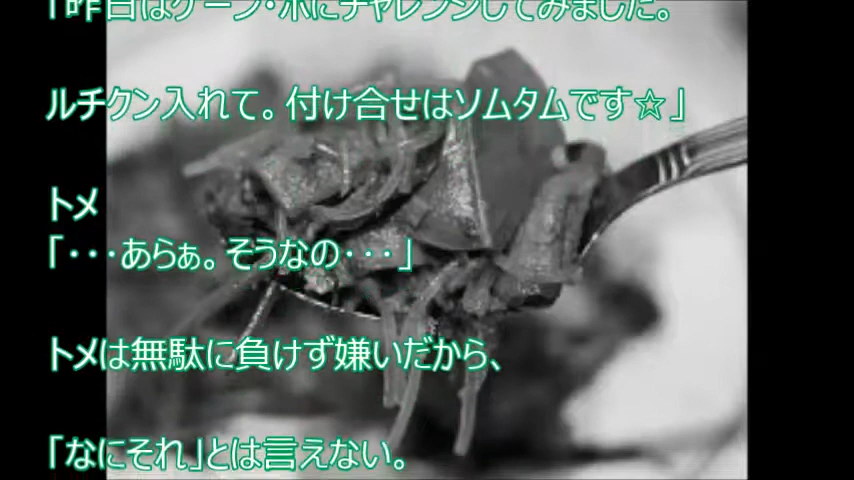 「昨日はゲーン・ホにチャレンジしてみました。
ルチクン入れて。付け合せはソムタムです☆」
トメ
「・・・あらぁ。そうなの・・・」
トメは無駄に負けず嫌いだから、
「なにそれ」とは言えない。